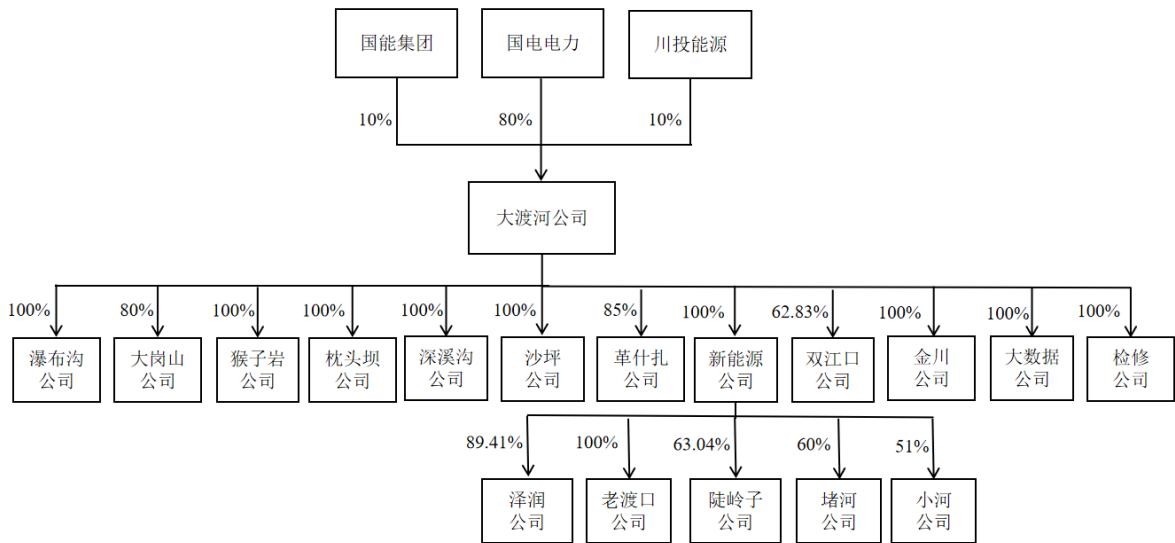 国能集团
国电电力
川投能源
10%
80%
10%
大渡河公司
100%
80%
100%
100%
100%
100%
85%
100%
62.83%
100%
100%
100%
瀑布沟
公司
大岗山
公司
猴子岩
公司
枕头坝
公司
深溪沟
公司
沙坪
公司
革什扎
公司
新能源
公司
双江口
公司
金川
公司
大数据
公司
检修
公司
89.41%
100%
63.04%
60%
51%
泽润
公司
老渡口
公司
陡岭子
公司
堵河
公司
小河
公司